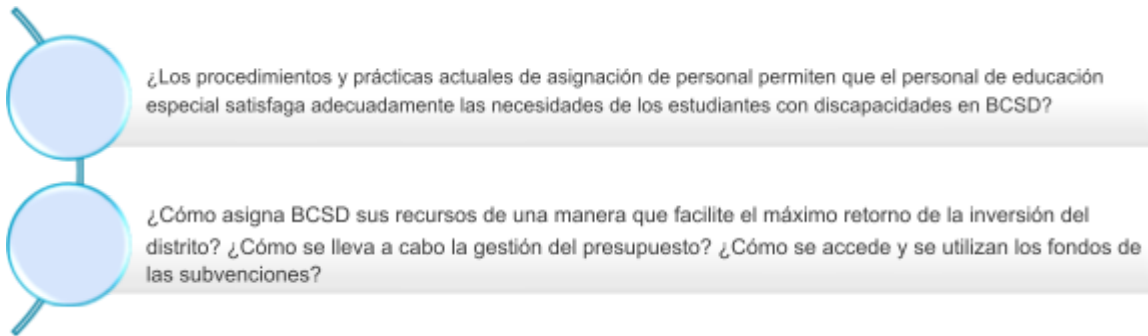 ¿Los procedimientos y prácticas actuales de asignación de personal permiten que el personal de educación
especial satisfaga adecuadamente las necesidades de los estudiantes con discapacidades en BCSD?
¿Cómo asigna BCSD sus recursos de una manera que facilite el máximo retorno de la inversión del
distrito? ¿Cómo se lleva a cabo la gestión del presupuesto? ¿Cómo se accede y se utilizan los fondos de
las subvenciones?